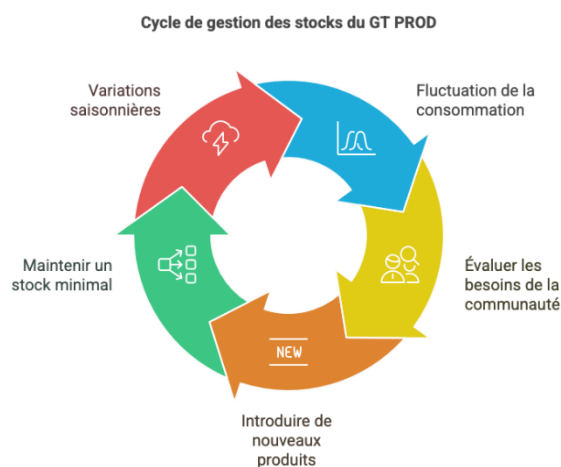 Cycle de gestion des stocks du GT PROD
Variations
saisonnières
Fluctuation de la
consommation
Maintenir un
stock minimal
Évaluer les
besoins de la
communauté
NEW
Introduire de
nouveaux
produits